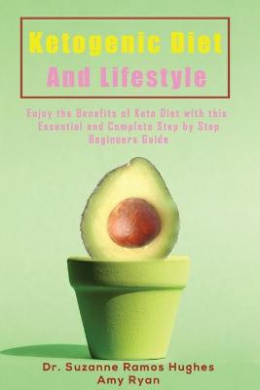 Ketogenic Diet
And Lifestyle
Enjoy the Benefits of Keto Diet with this
Essential and Complete Step by Step
Beginners Guide
Dr. Suzanne Ramos Hughes
Amy Ryan